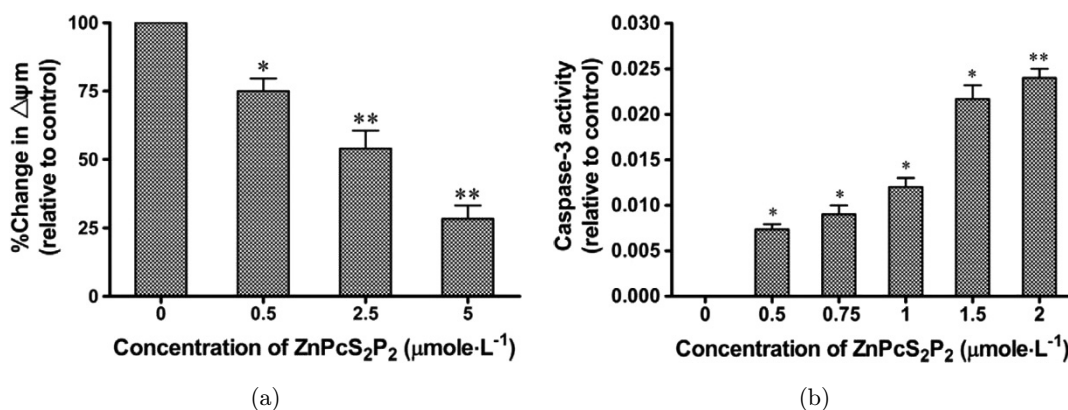 100
75
50
25
0
%Change in △ψm
(relative to control)
*
**
**
0 0.5 2.5 5
Concentration of ZnPcS₂P₂ (μmole·L⁻¹)
(a)
0.030
0.025
0.020
0.015
0.010
0.005
0.000
Caspase-3 activity
(relative to control)
*
*
*
*
**
0 0.5 0.75 1 1.5 2
Concentration of ZnPcS₂P₂ (μmole·L⁻¹)
(b)